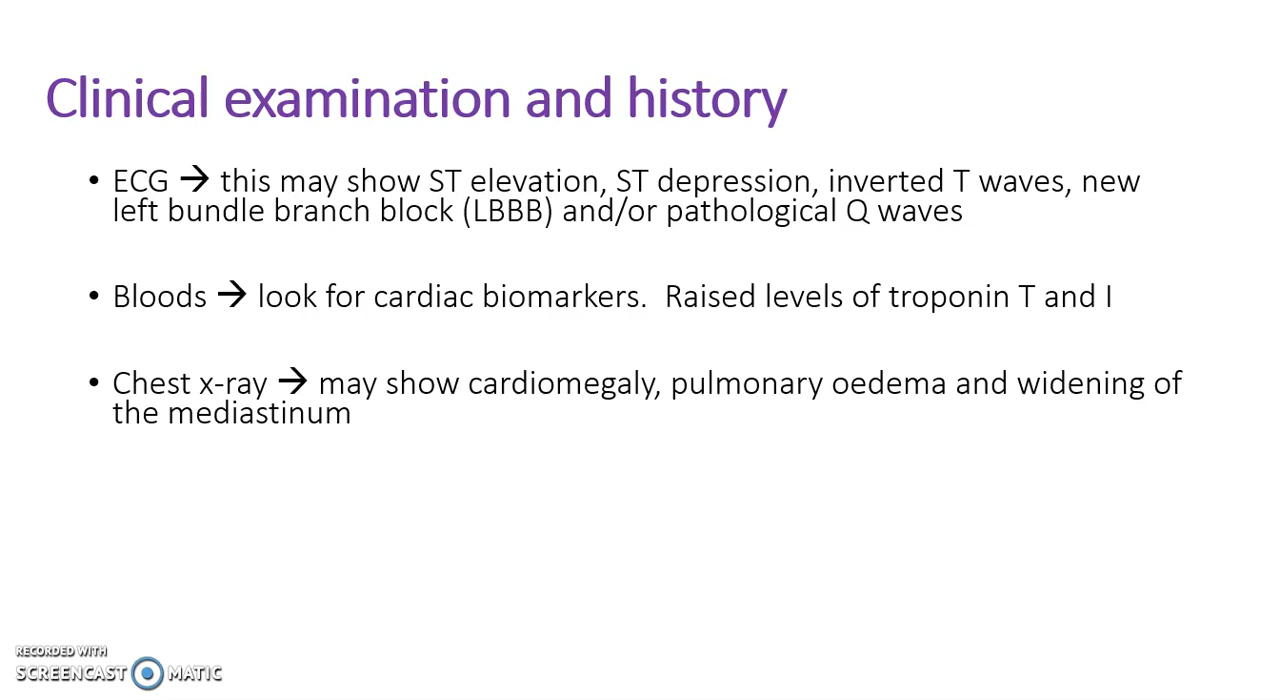 Clinical examination and history
• ECG → this may show ST elevation, ST depression, inverted T waves, new
left bundle branch block (LBBB) and/or pathological Q waves
• Bloods → look for cardiac biomarkers.  Raised levels of troponin T and I
• Chest x-ray → may show cardiomegaly, pulmonary oedema and widening of
the mediastinum
RECORDED WITH
SCREENCAST MATIC